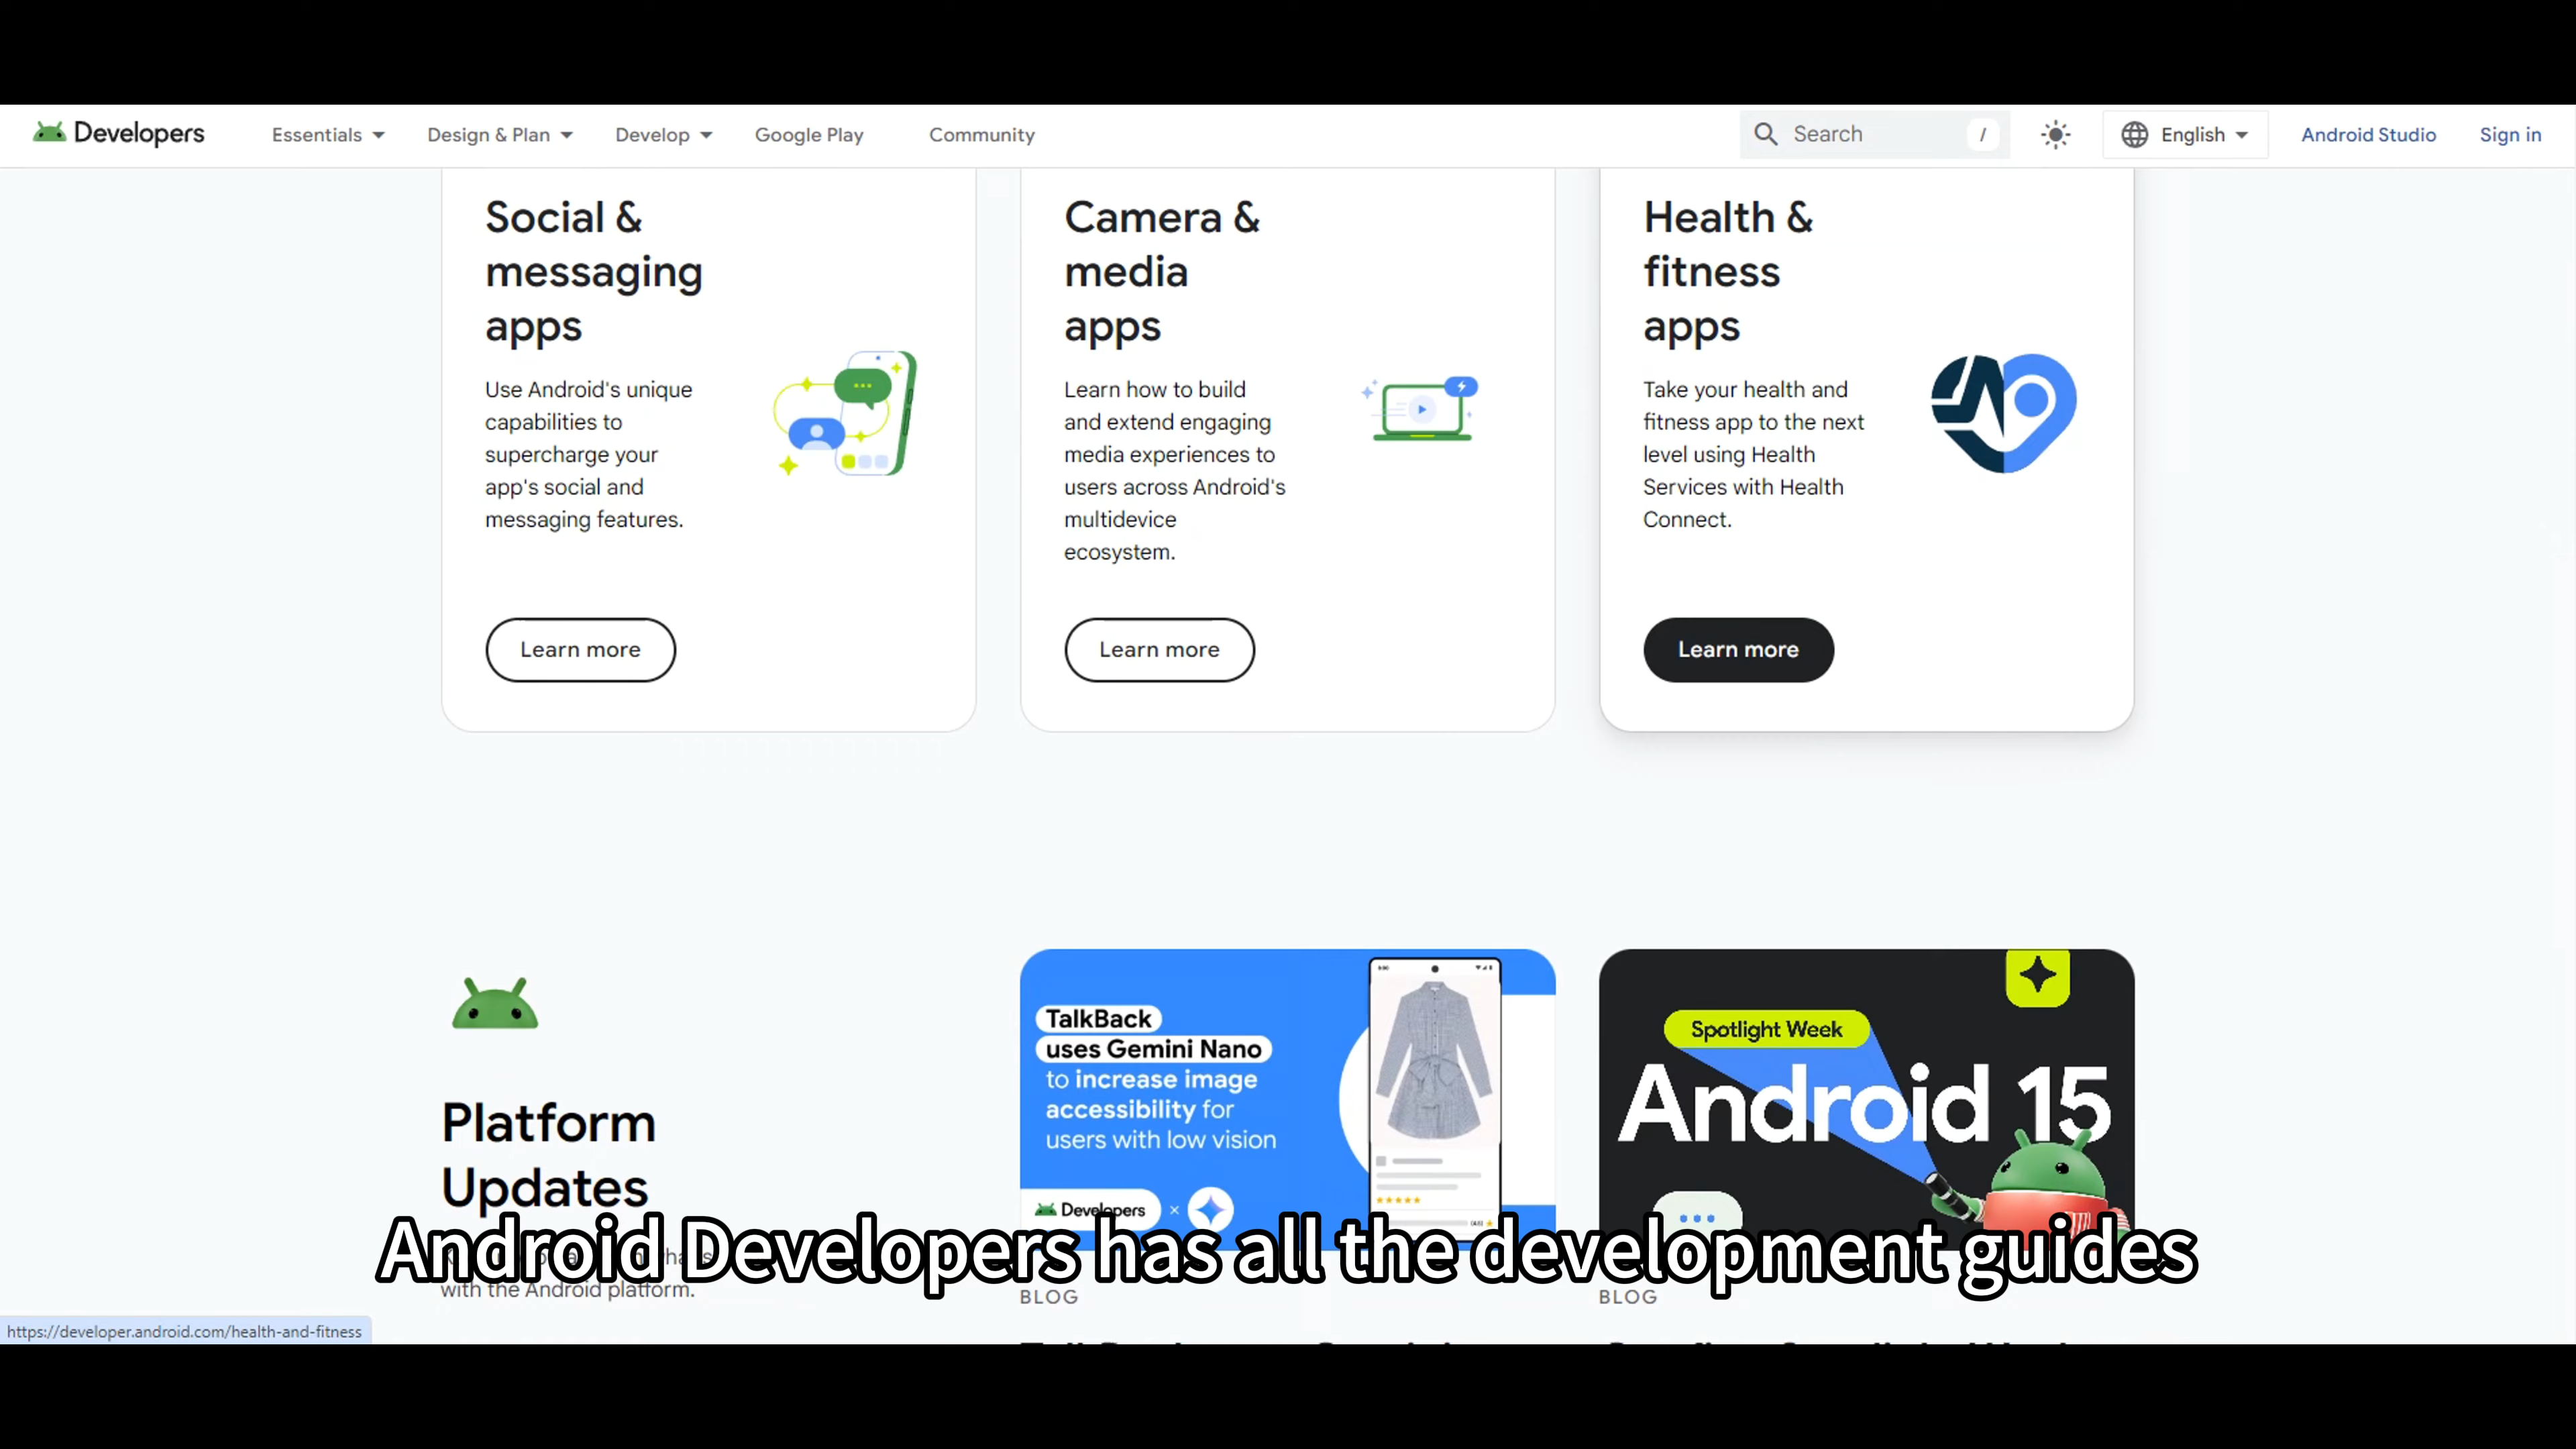 Developers
Essentials
Design & Plan
Develop
Google Play
Community
Search
/
English
Android Studio
Sign in
Social &
messaging
apps
Use Android's unique
capabilities to
supercharge your
app's social and
messaging features.
Learn more
Camera &
media
apps
Learn how to build
and extend engaging
media experiences to
users across Android's
multidevice
ecosystem.
Learn more
Health &
fitness
apps
Take your health and
fitness app to the next
level using Health
Services with Health
Connect.
Learn more
Platform
Updates
with the Android platform.
TalkBack
uses Gemini Nano
to increase image
accessibility for
users with low vision
Developers ×
BLOG
Spotlight Week
Android 15
BLOG
Android Developers has all the development guides
https://developer.android.com/health-and-fitness